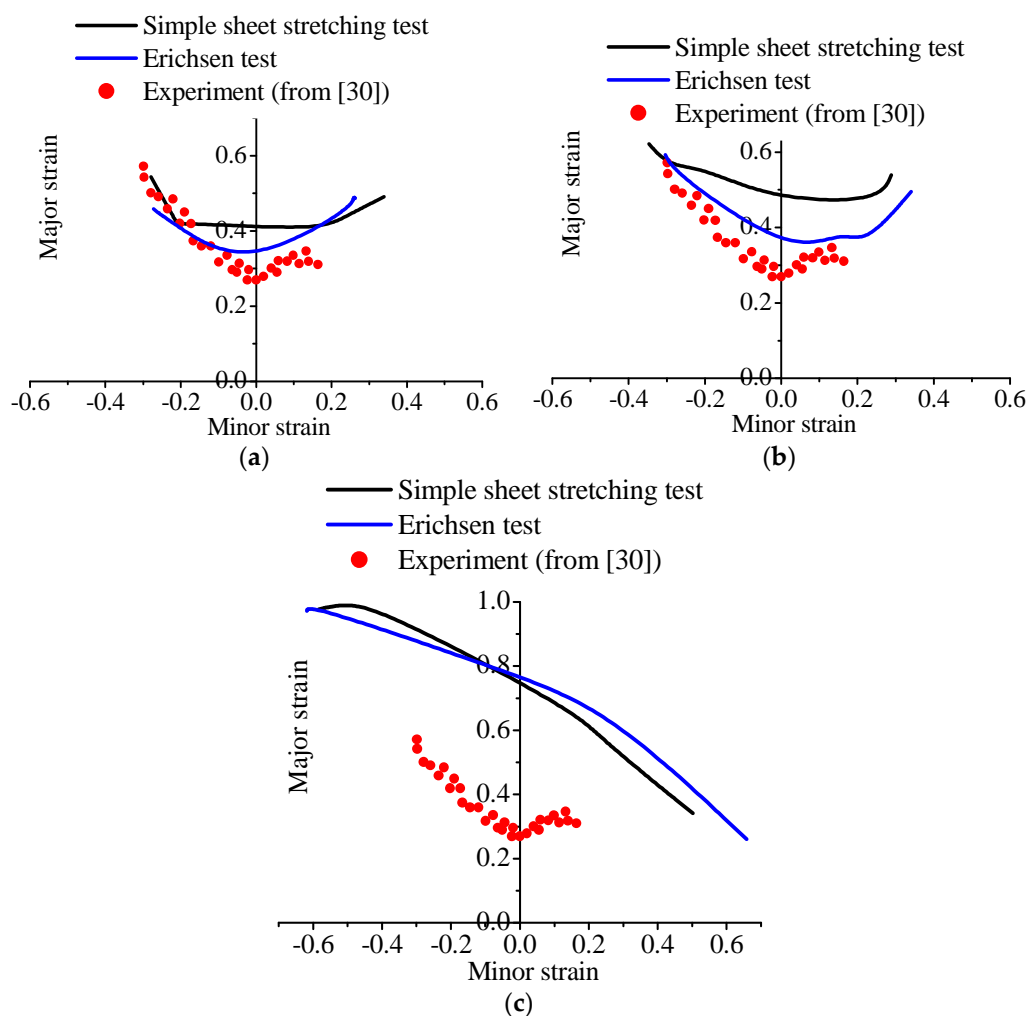 Simple sheet stretching test
Erichsen test
Experiment (from [30])
Major strain
0.6
0.4
0.2
0.0
-0.6 -0.4 -0.2 0.0 0.2 0.4 0.6
Minor strain
(a)
Simple sheet stretching test
Erichsen test
Experiment (from [30])
Major strain
0.6
0.4
0.2
0.0
-0.6 -0.4 -0.2 0.0 0.2 0.4 0.6
Minor strain
(b)
Simple sheet stretching test
Erichsen test
Experiment (from [30])
Major strain
1.0
0.8
0.6
0.4
0.2
0.0
-0.6 -0.4 -0.2 0.0 0.2 0.4 0.6
Minor strain
(c)